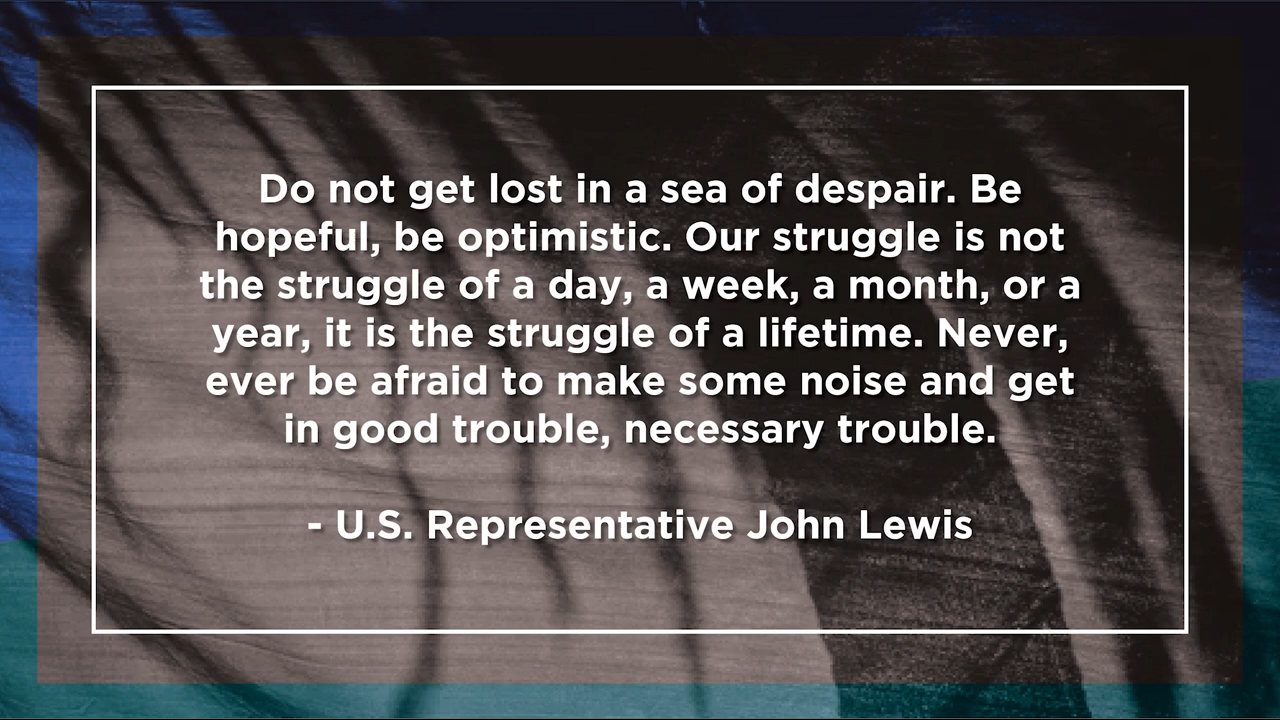 Do not get lost in a sea of despair. Be
hopeful, be optimistic. Our struggle is not
the struggle of a day, a week, a month, or a
year, it is the struggle of a lifetime. Never,
ever be afraid to make some noise and get
in good trouble, necessary trouble.
- U.S. Representative John Lewis